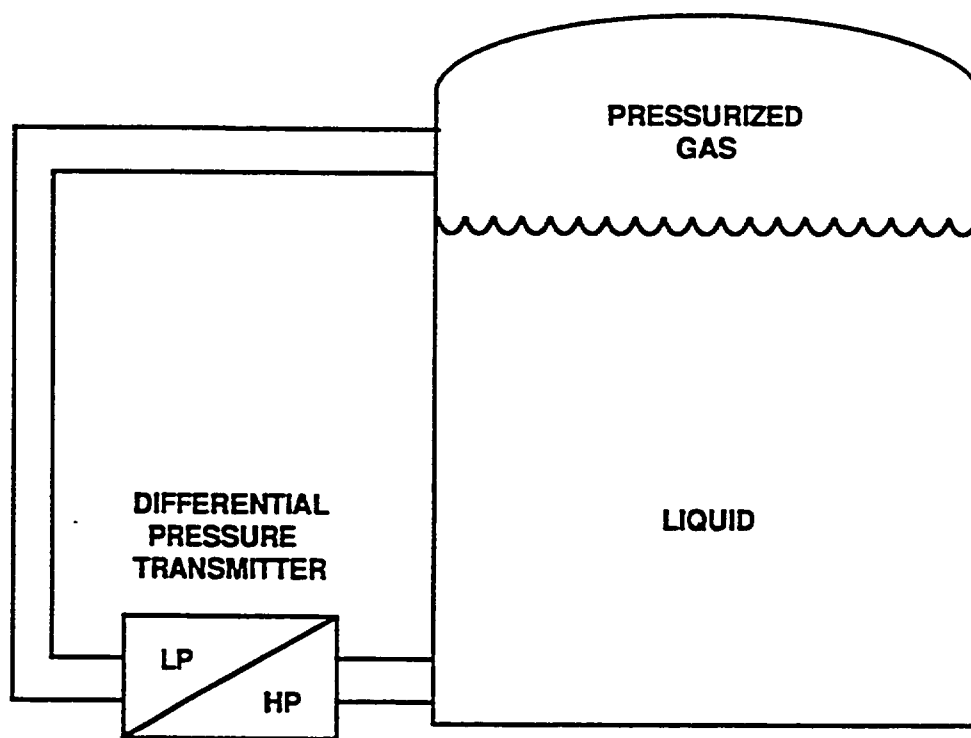 PRESSURIZED
GAS
LIQUID
DIFFERENTIAL
PRESSURE
TRANSMITTER
LP
HP